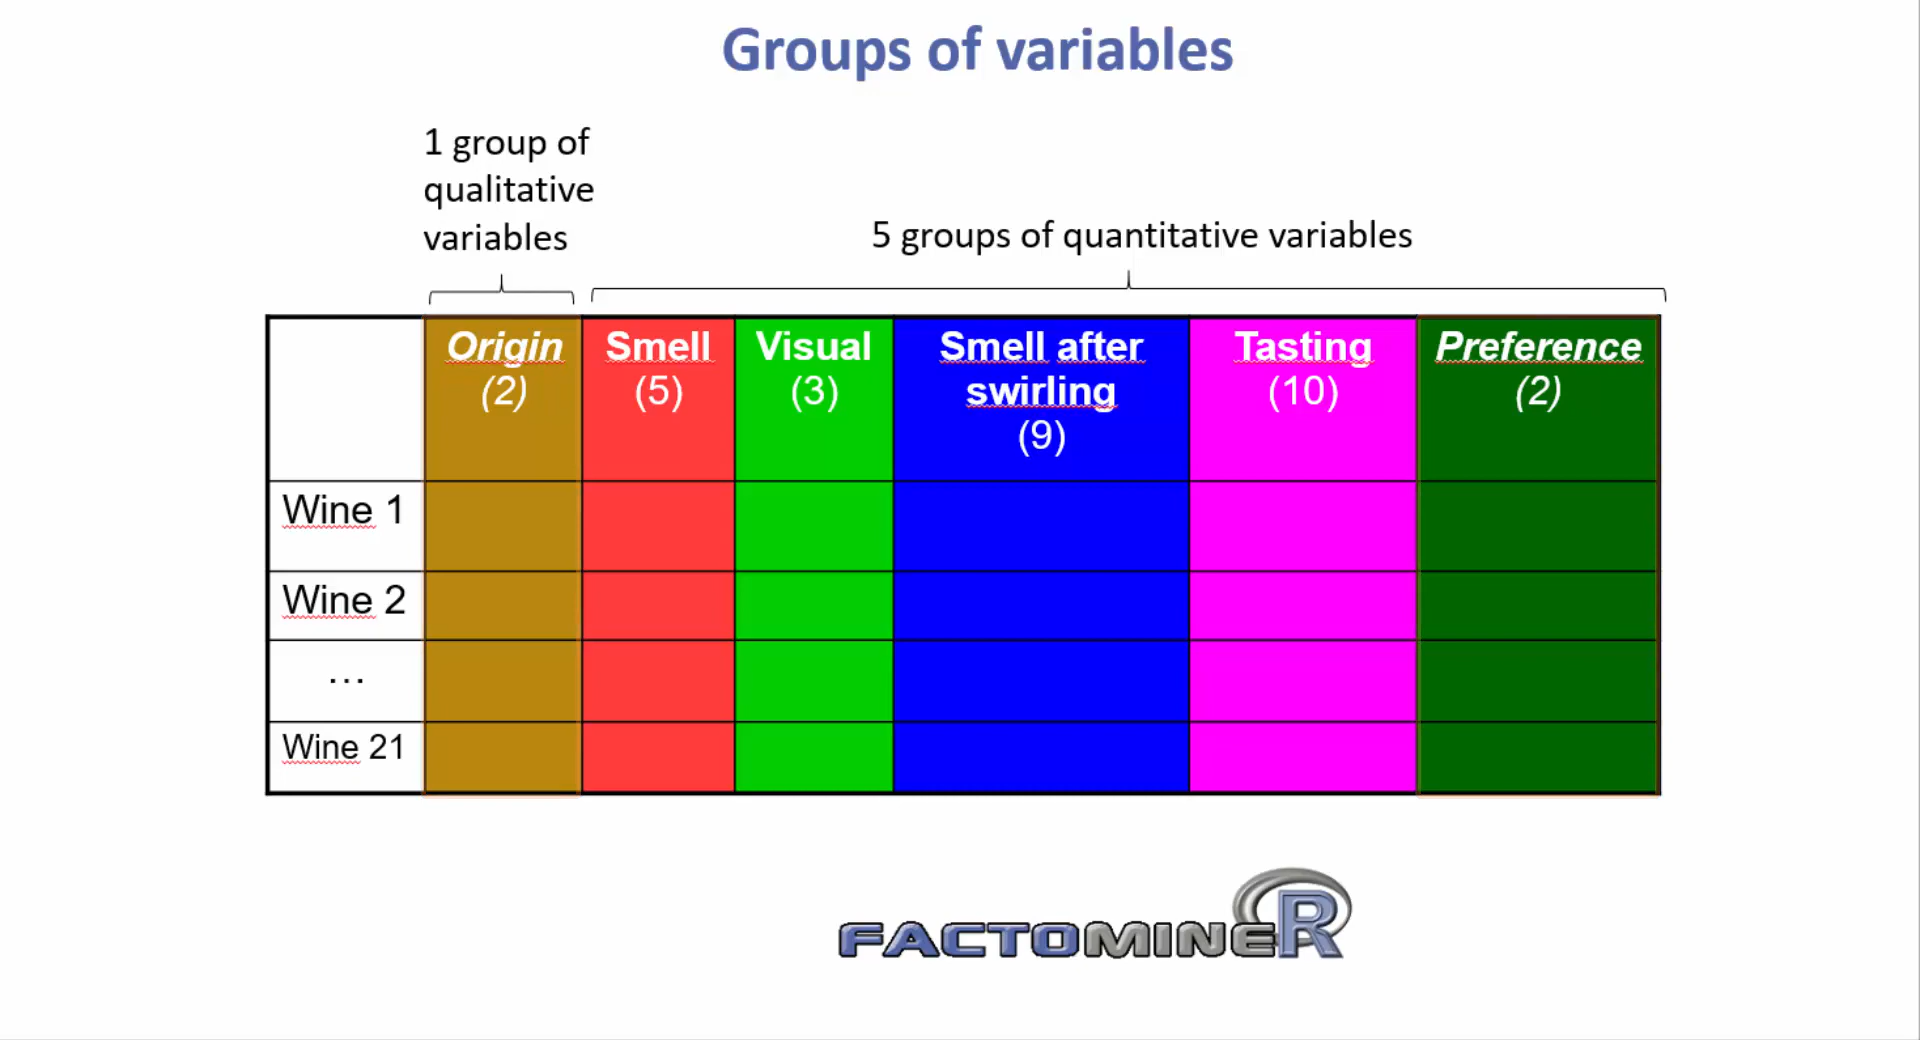 Groups of variables
1 group of
qualitative
variables
5 groups of quantitative variables
Origin
(2)
Smell
(5)
Visual
(3)
Smell after
swirling
(9)
Tasting
(10)
Preference
(2)
Wine 1
Wine 2
...
Wine 21
FACTOMINER